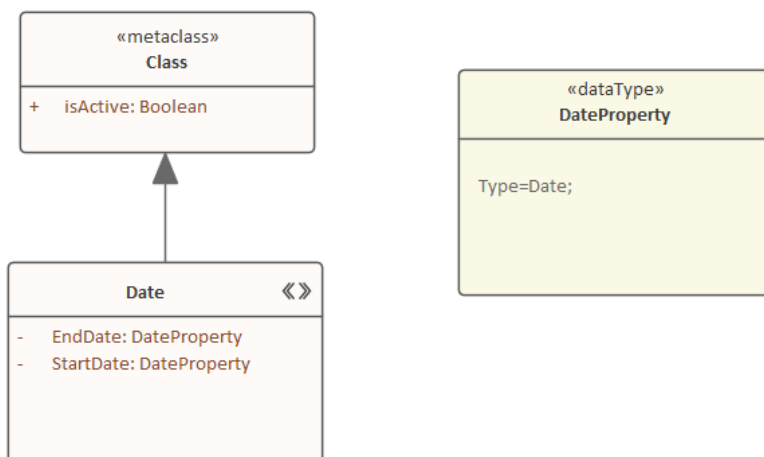 «metaclass»
Class
+ isActive: Boolean
«dataType»
DateProperty
Type=Date;
Date
- EndDate: DateProperty
- StartDate: DateProperty